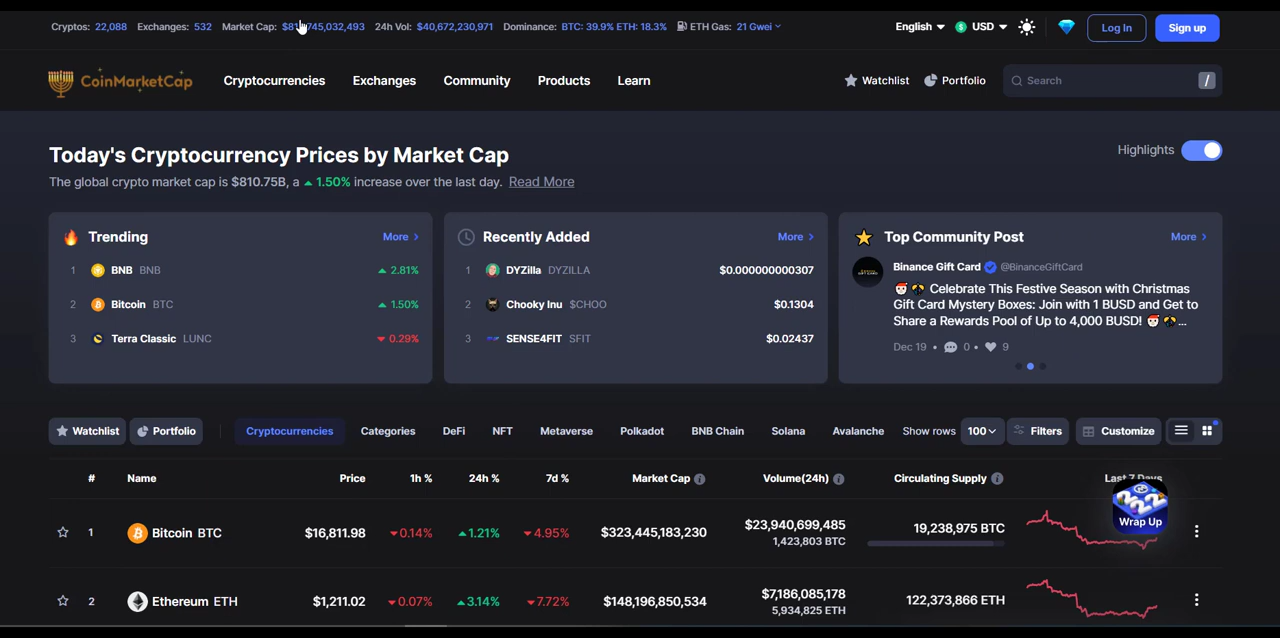 Cryptos: 22,088 Exchanges: 532 Market Cap: 745,032,493 24h Vol: $40,672,230,971 Dominance: BTC: 39.9% ETH: 18.3% ETH Gas: 21 Gwei
English USD Log In Sign up
CoinMarketCap Cryptocurrencies Exchanges Community Products Learn Watchlist Portfolio Search /
Today's Cryptocurrency Prices by Market Cap
Highlights
The global crypto market cap is $810.75B, a 1.50% increase over the last day. Read More
Trending More >
1 BNB BNB 2.81%
2 Bitcoin BTC 1.50%
3 Terra Classic LUNC 0.29%
Recently Added More >
1 DYZilla DYZILLA $0.000000000307
2 Chooky Inu $CHOO $0.1304
3 SENSE4FIT SFIT $0.02437
Top Community Post More >
Binance Gift Card @BinanceGiftCard
🎅🎊 Celebrate This Festive Season with Christmas
Gift Card Mystery Boxes: Join with 1 BUSD and Get to
Share a Rewards Pool of Up to 4,000 BUSD! 🎅🎊...
Dec 19 • 0 • 9
Watchlist Portfolio Cryptocurrencies Categories DeFi NFT Metaverse Polkadot BNB Chain Solana Avalanche Show rows 100 Filters Customize
# Name Price 1h % 24h % 7d % Market Cap Volume(24h) Circulating Supply Last 7 Days
1 Bitcoin BTC $16,811.98 0.14% 1.21% 4.95% $323,445,183,230 $23,940,699,485 19,238,975 BTC
1,423,803 BTC
222
Wrap Up
2 Ethereum ETH $1,211.02 0.07% 3.14% 7.72% $148,196,850,534 $7,186,085,178 122,373,866 ETH
5,934,825 ETH